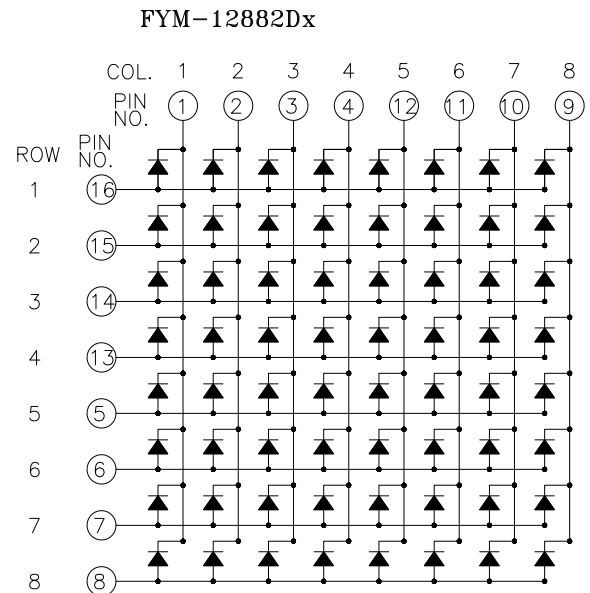 FYM-12882Dx
COL. 1 2 3 4 5 6 7 8
PIN NO. 1 2 3 4 12 11 10 9
ROW PIN NO.
1 16
2 15
3 14
4 13
5 5
6 6
7 7
8 8